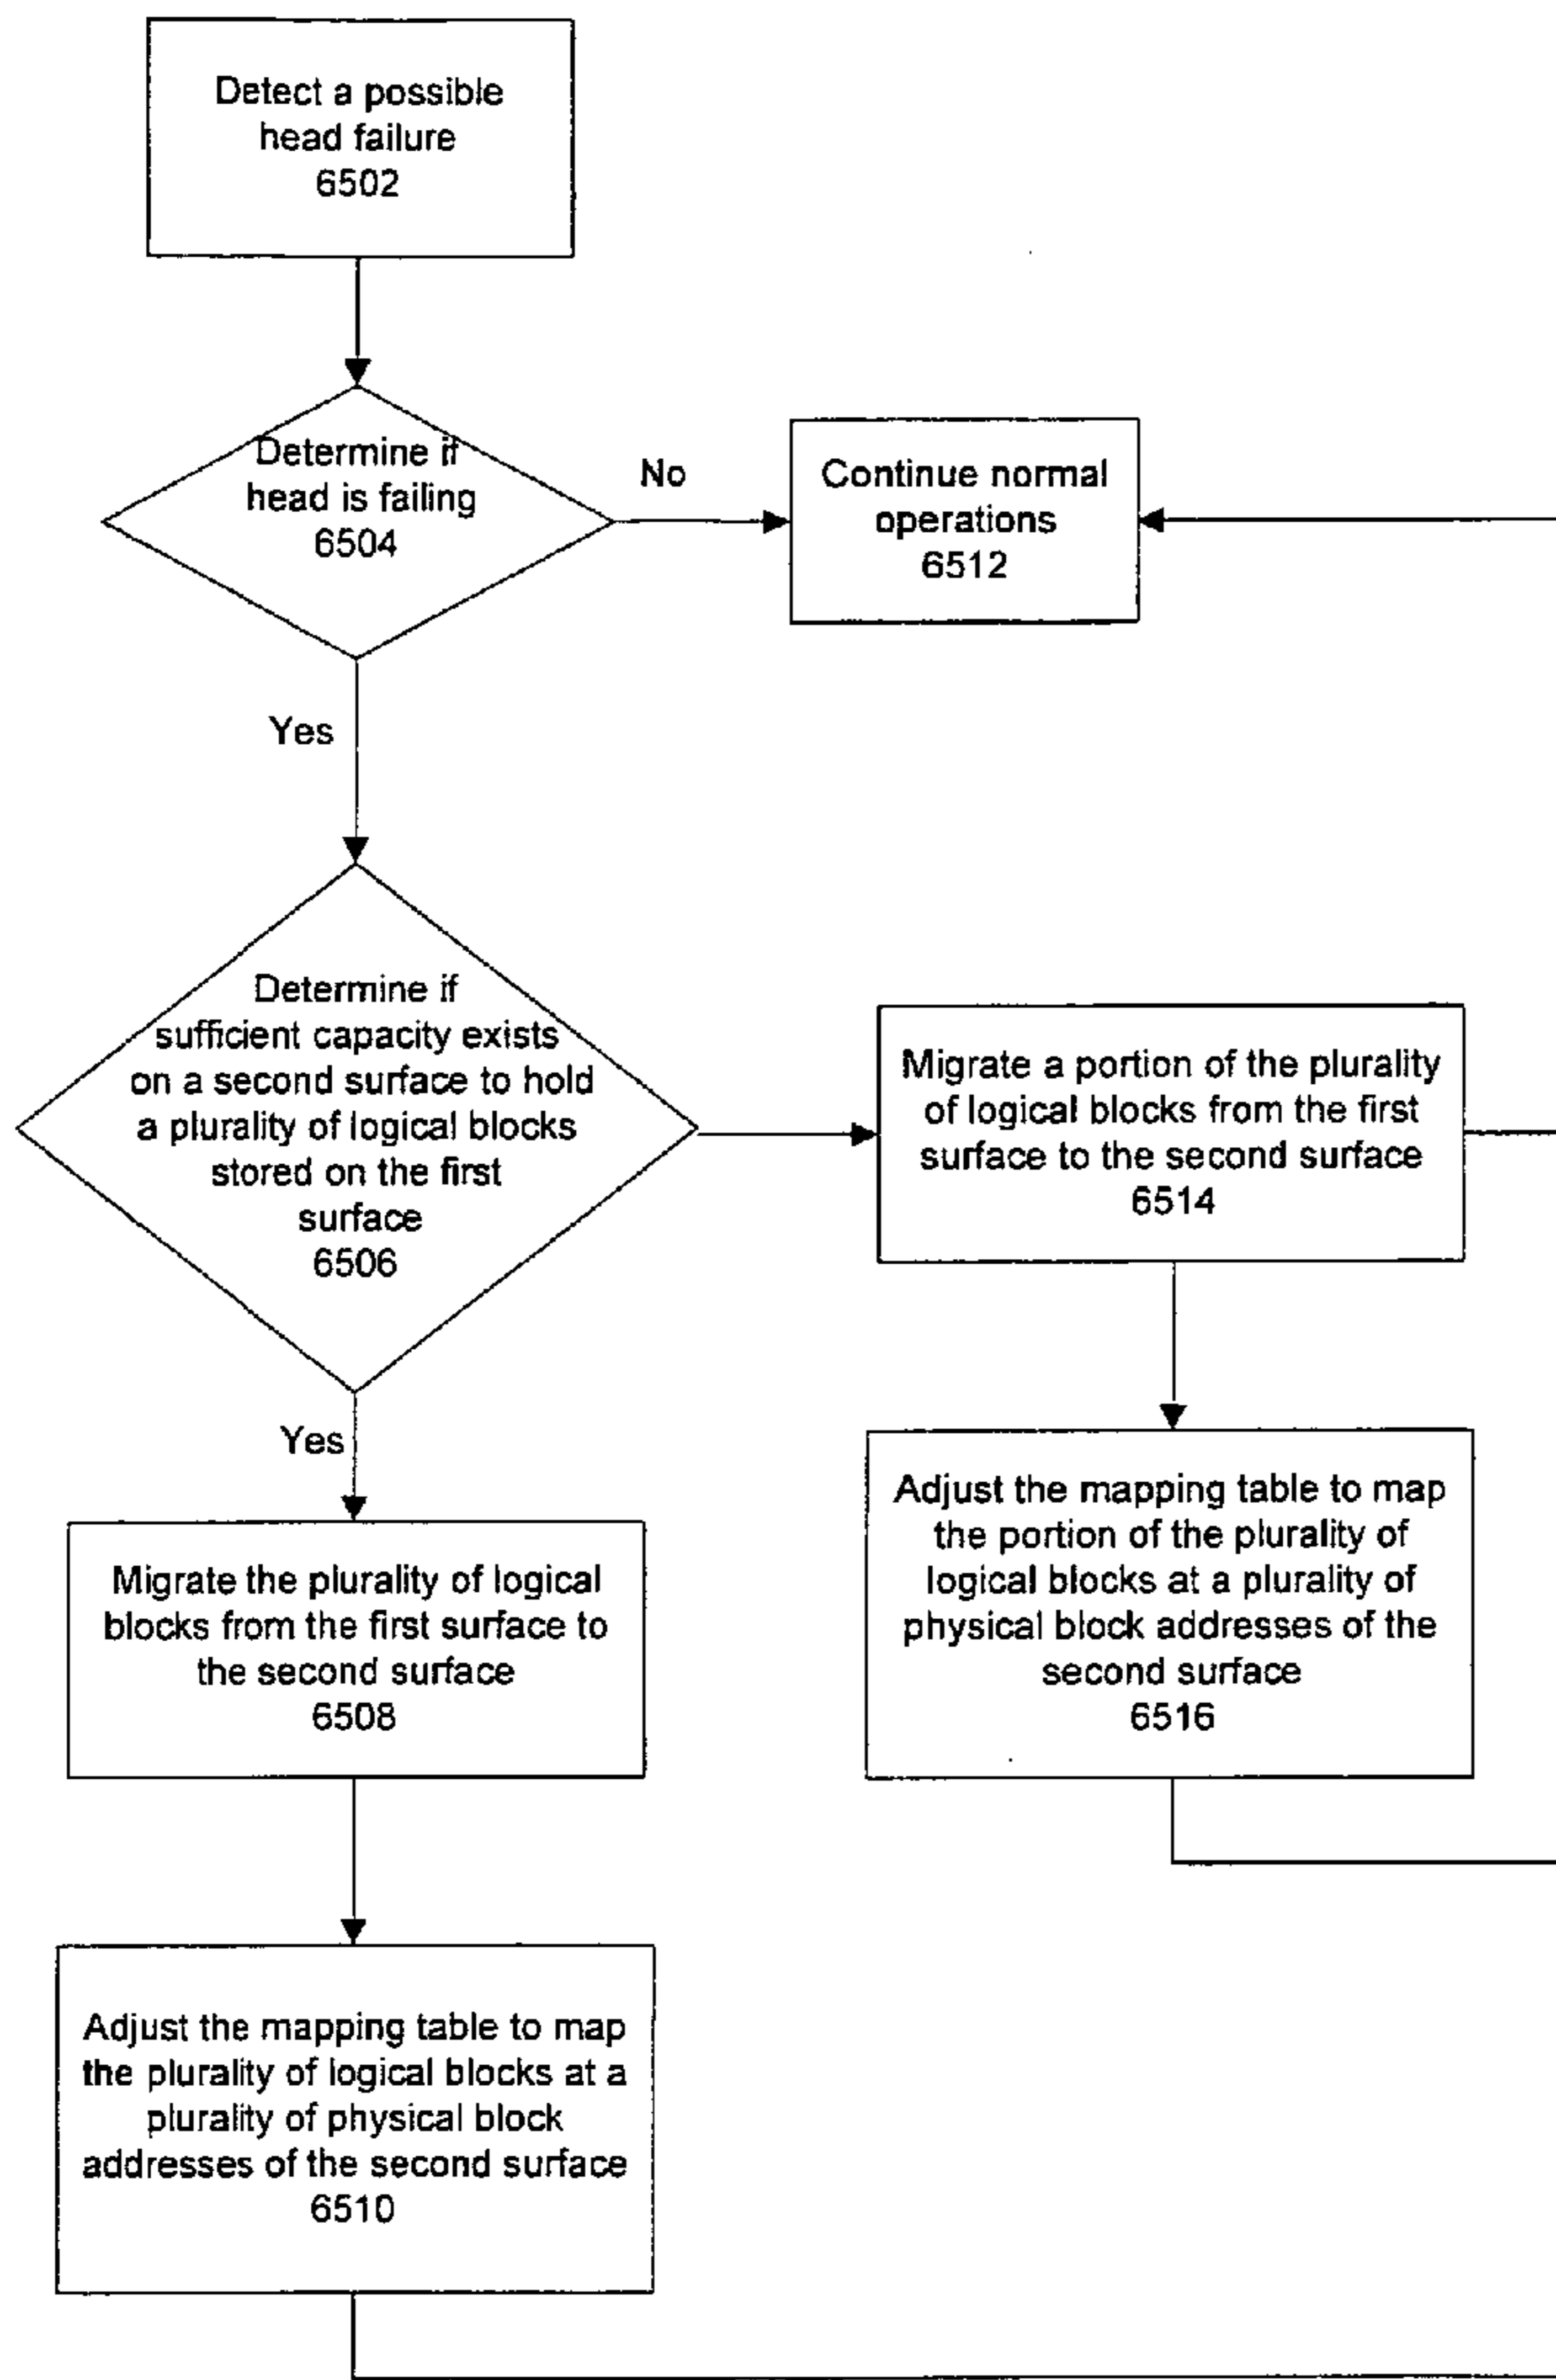 Detect a possible
head failure
6502
Determine if
head is failing
6504
No
Continue normal
operations
6512
Yes
Determine if
sufficient capacity exists
on a second surface to hold
a plurality of logical blocks
stored on the first
surface
6506
Migrate a portion of the plurality
of logical blocks from the first
surface to the second surface
6514
Yes
Adjust the mapping table to map
the portion of the plurality of
logical blocks at a plurality of
physical block addresses of the
second surface
6516
Migrate the plurality of logical
blocks from the first surface to
the second surface
6508
Adjust the mapping table to map
the plurality of logical blocks at a
plurality of physical block
addresses of the second surface
6510